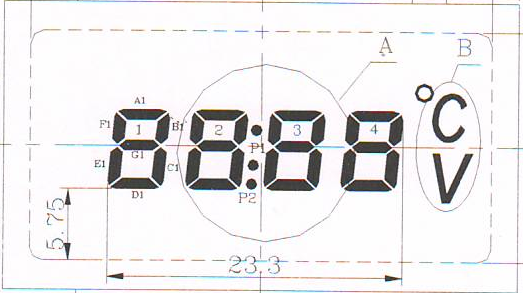 A B
A1
F1 1 B1 2 3 4 °C
G1 P1
E1 C1 V
D1 P2
5.75
23.3